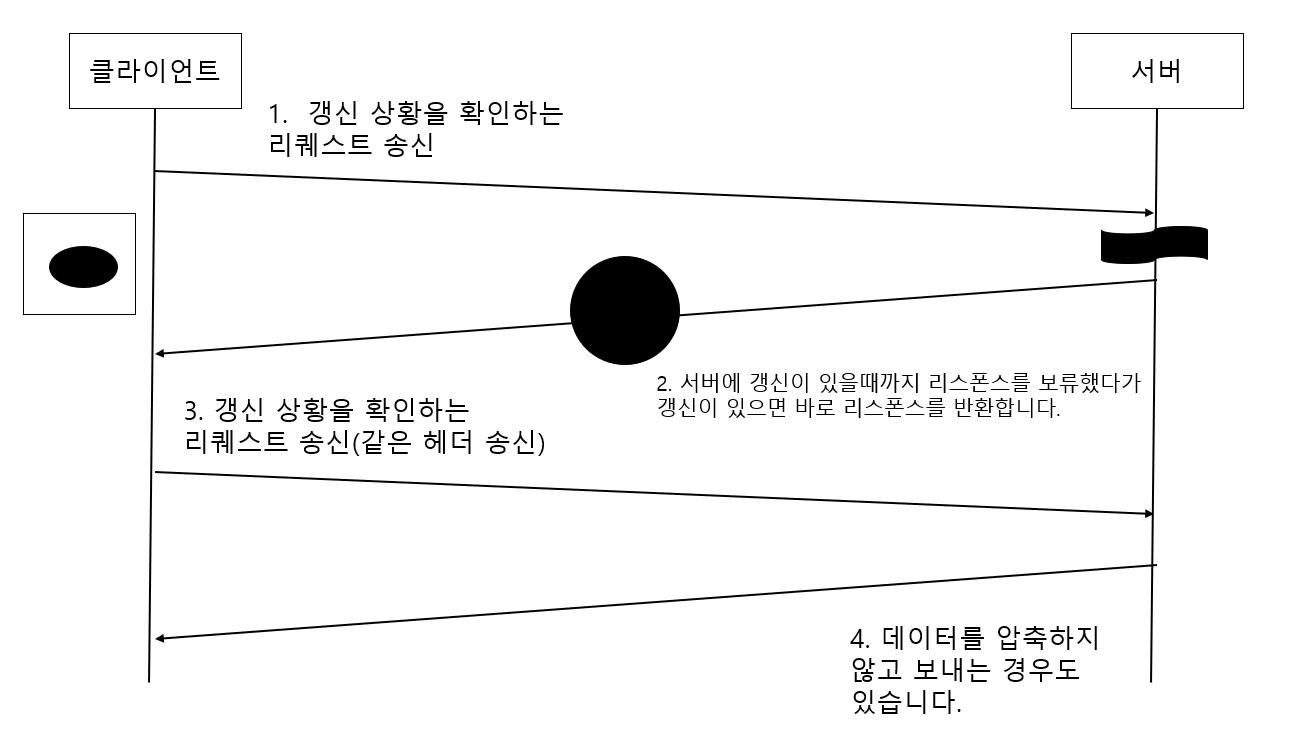 클라이언트
서버
1.  갱신 상황을 확인하는
리퀘스트 송신
2. 서버에 갱신이 있을때까지 리스폰스를 보류했다가
갱신이 있으면 바로 리스폰스를 반환합니다.
3. 갱신 상황을 확인하는
리퀘스트 송신(같은 헤더 송신)
4. 데이터를 압축하지
않고 보내는 경우도
있습니다.